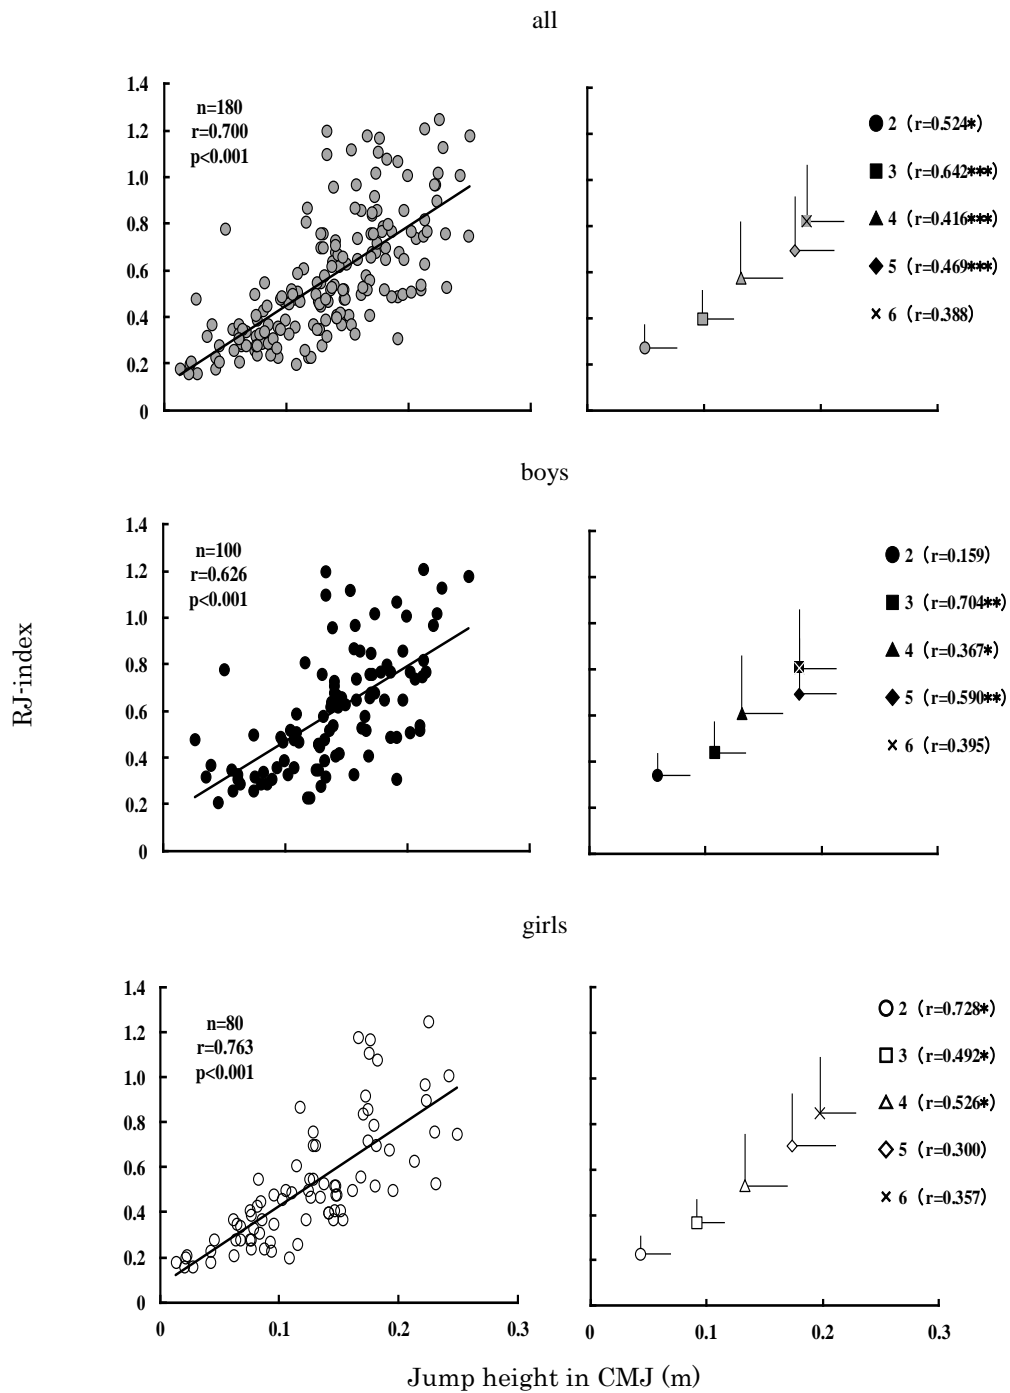 all
1.4
1.2
1.0
0.8
0.6
0.4
0.2
0
n=180
r=0.700
p<0.001
2 (r=0.524*)
3 (r=0.642***)
4 (r=0.416***)
5 (r=0.469***)
6 (r=0.388)
boys
1.4
1.2
1.0
0.8
0.6
0.4
0.2
0
n=100
r=0.626
p<0.001
2 (r=0.159)
3 (r=0.704**)
4 (r=0.367*)
5 (r=0.590**)
6 (r=0.395)
RJ-index
girls
1.4
1.2
1.0
0.8
0.6
0.4
0.2
0
n=80
r=0.763
p<0.001
2 (r=0.728*)
3 (r=0.492*)
4 (r=0.526*)
5 (r=0.300)
6 (r=0.357)
0 0.1 0.2 0.3
0 0.1 0.2 0.3
Jump height in CMJ (m)